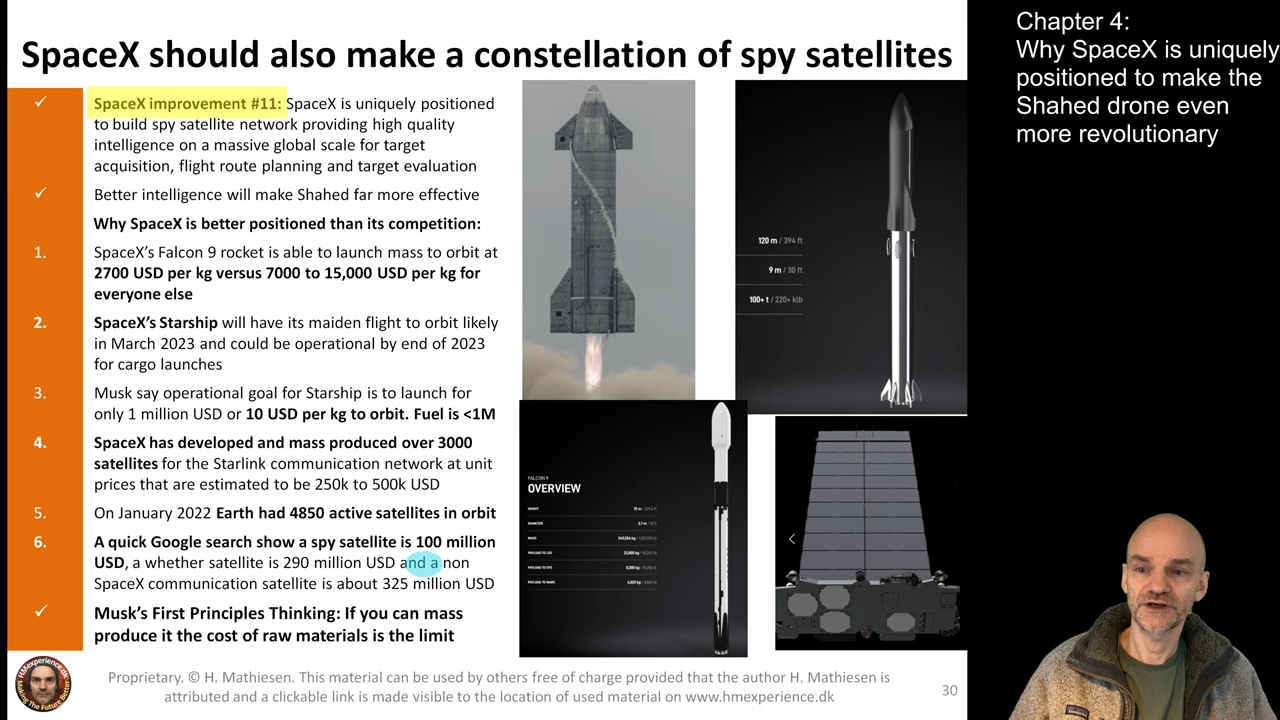 SpaceX should also make a constellation of spy satellites
Chapter 4:
Why SpaceX is uniquely
positioned to make the
Shahed drone even
more revolutionary
✓ SpaceX improvement #11: SpaceX is uniquely positioned
to build spy satellite network providing high quality
intelligence on a massive global scale for target
acquisition, flight route planning and target evaluation
✓ Better intelligence will make Shahed far more effective
Why SpaceX is better positioned than its competition:
1. SpaceX's Falcon 9 rocket is able to launch mass to orbit at
2700 USD per kg versus 7000 to 15,000 USD per kg for
everyone else
2. SpaceX's Starship will have its maiden flight to orbit likely
in March 2023 and could be operational by end of 2023
for cargo launches
3. Musk say operational goal for Starship is to launch for
only 1 million USD or 10 USD per kg to orbit. Fuel is <1M
4. SpaceX has developed and mass produced over 3000
satellites for the Starlink communication network at unit
prices that are estimated to be 250k to 500k USD
5. On January 2022 Earth had 4850 active satellites in orbit
6. A quick Google search show a spy satellite is 100 million
USD, a whether satellite is 290 million USD and a non
SpaceX communication satellite is about 325 million USD
✓ Musk's First Principles Thinking: If you can mass
produce it the cost of raw materials is the limit
120 m / 394 ft
9 m / 30 ft
100+ t / 220+ klb
FALCON 9
OVERVIEW
HEIGHT
DIAMETER
MASS
PAYLOAD TO LEO
PAYLOAD TO GTO
PAYLOAD TO MARS
HMexperience.dk
Making The Future Better
Proprietary. © H. Mathiesen. This material can be used by others free of charge provided that the author H. Mathiesen is
attributed and a clickable link is made visible to the location of used material on www.hmexperience.dk
30